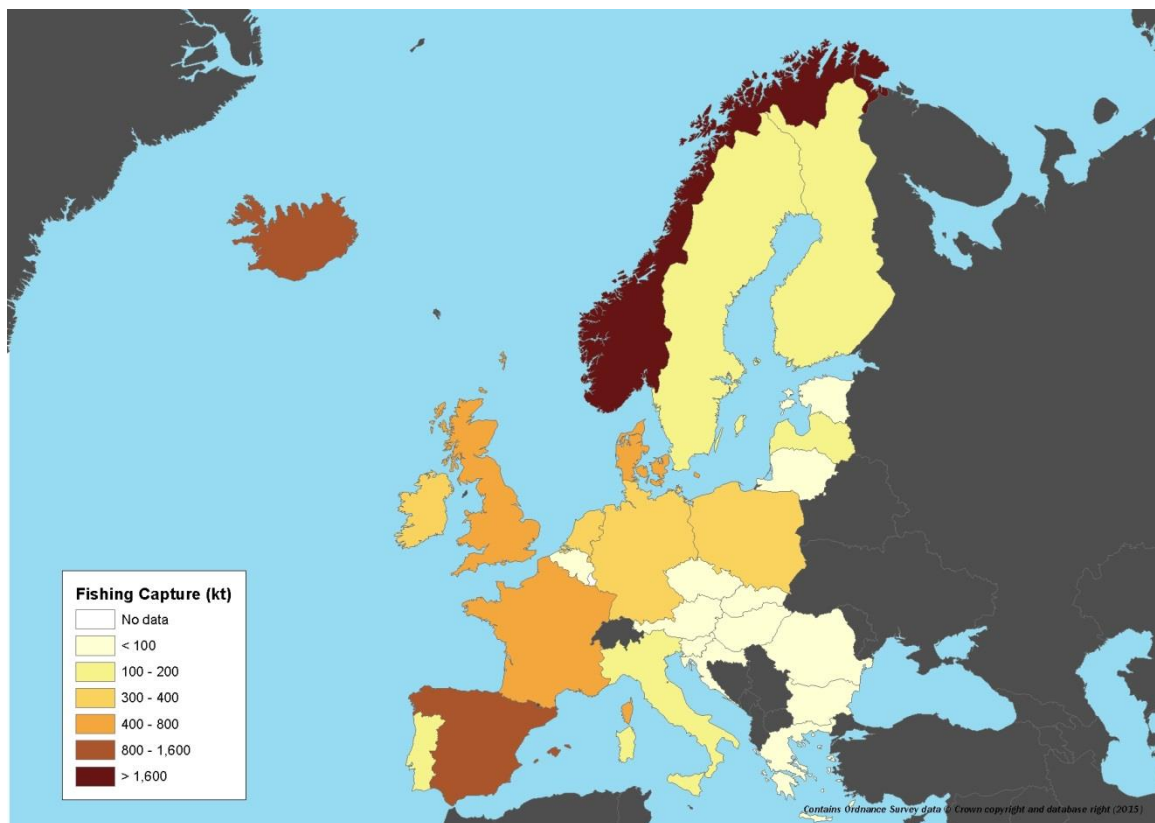 Fishing Capture (kt)
No data
< 100
100 - 200
300 - 400
400 - 800
800 - 1,600
> 1,600
Contains Ordnance Survey data © Crown copyright and database right (2015)